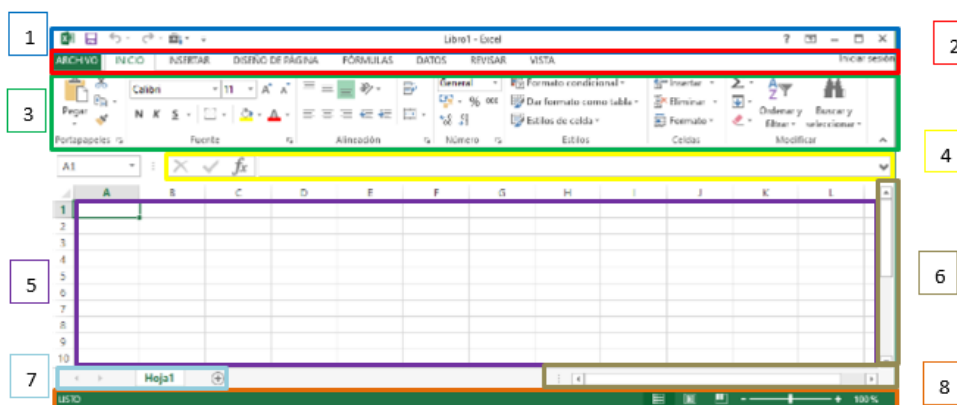 1
Libro1 - Excel
?
2
ARCHIVO INICIO INSERTAR DISEÑO DE PÁGINA FÓRMULAS DATOS REVISAR VISTA Iniciar sesión
3
Pegar
Calibri 11 A A
N K S A
General
% 000
Formato condicional
Dar formato como tabla
Estilos de celda
Insertar
Eliminar
Formato
Σ
Ordenar y filtrar
Buscar y seleccionar
Portapapeles Fuente Alineación Número Estilos Celdas Modificar
4
A1 fx
A B C D E F G H I J K L
1
2
3
4
5
6
7
8
9
10
5
6
7
Hoja1
8
LISTO 100%